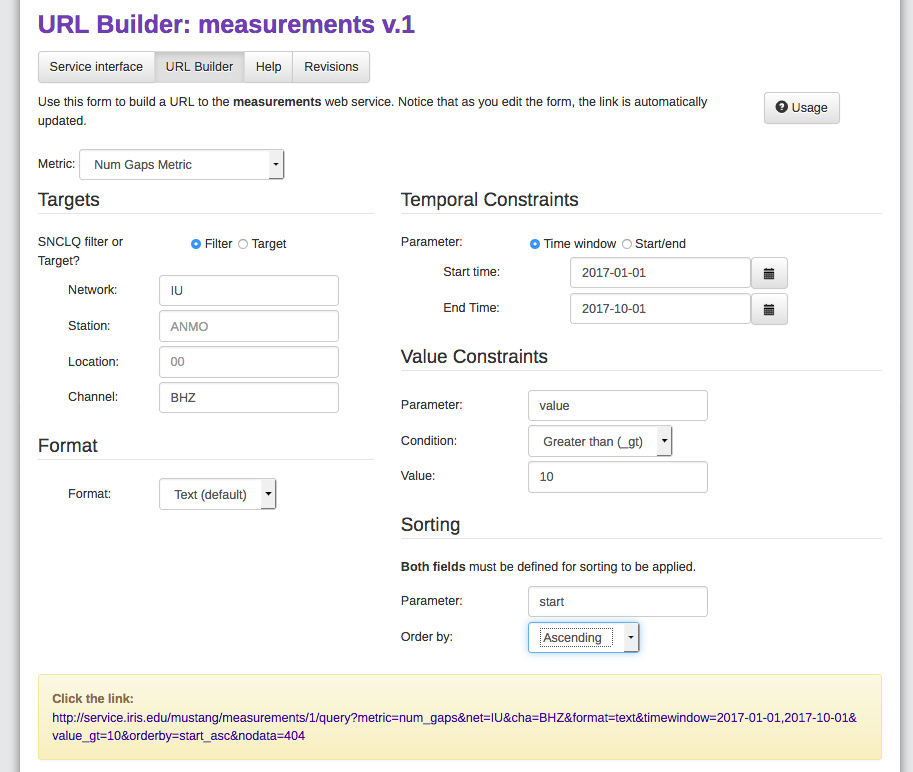 URL Builder: measurements v.1
Service interface URL Builder Help Revisions
Use this form to build a URL to the measurements web service. Notice that as you edit the form, the link is automatically
updated.
Usage
Metric: Num Gaps Metric
Targets
SNCLQ filter or
Target?
Filter Target
Network: IU
Station: ANMO
Location: 00
Channel: BHZ
Format
Format: Text (default)
Temporal Constraints
Parameter: Time window Start/end
Start time: 2017-01-01
End Time: 2017-10-01
Value Constraints
Parameter: value
Condition: Greater than (_gt)
Value: 10
Sorting
Both fields must be defined for sorting to be applied.
Parameter: start
Order by: Ascending
Click the link:
http://service.iris.edu/mustang/measurements/1/query?metric=num_gaps&net=IU&cha=BHZ&format=text&timewindow=2017-01-01,2017-10-01&
value_gt=10&orderby=start_asc&nodata=404